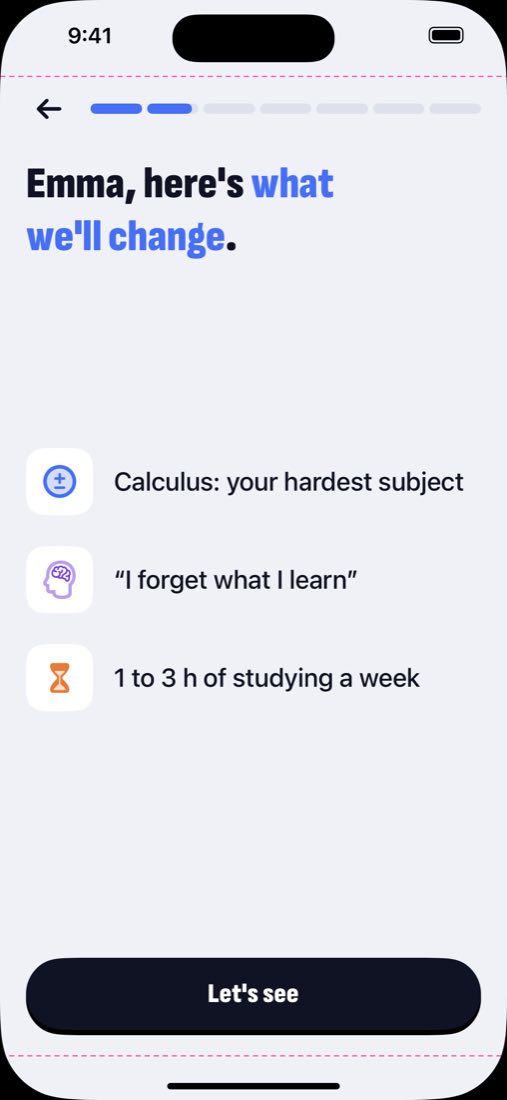 9:41
Emma, here's what
we'll change.
Calculus: your hardest subject
“I forget what I learn”
1 to 3 h of studying a week
Let's see